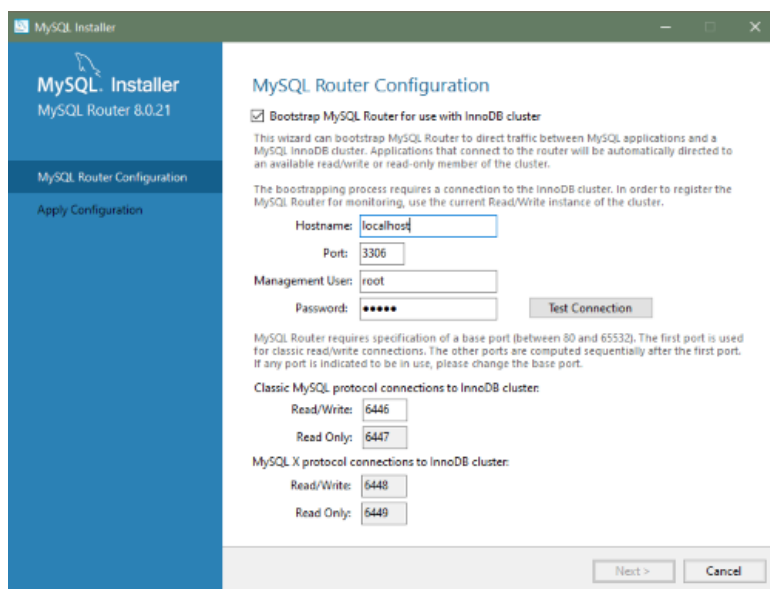 MySQL Installer
MySQL. Installer
MySQL Router 8.0.21
MySQL Router Configuration
Apply Configuration
MySQL Router Configuration
Bootstrap MySQL Router for use with InnoDB cluster
This wizard can bootstrap MySQL Router to direct traffic between MySQL applications and a
MySQL InnoDB cluster. Applications that connect to the router will be automatically directed to
an available read/write or read-only member of the cluster.
The boostrapping process requires a connection to the InnoDB cluster. In order to register the
MySQL Router for monitoring, use the current Read/Write instance of the cluster.
Hostname: localhost
Port: 3306
Management User: root
Password: ●●●●● Test Connection
MySQL Router requires specification of a base port (between 80 and 65532). The first port is used
for classic read/write connections. The other ports are computed sequentially after the first port.
If any port is indicated to be in use, please change the base port.
Classic MySQL protocol connections to InnoDB cluster:
Read/Write: 6446
Read Only: 6447
MySQL X protocol connections to InnoDB cluster:
Read/Write: 6448
Read Only: 6449
Next > Cancel